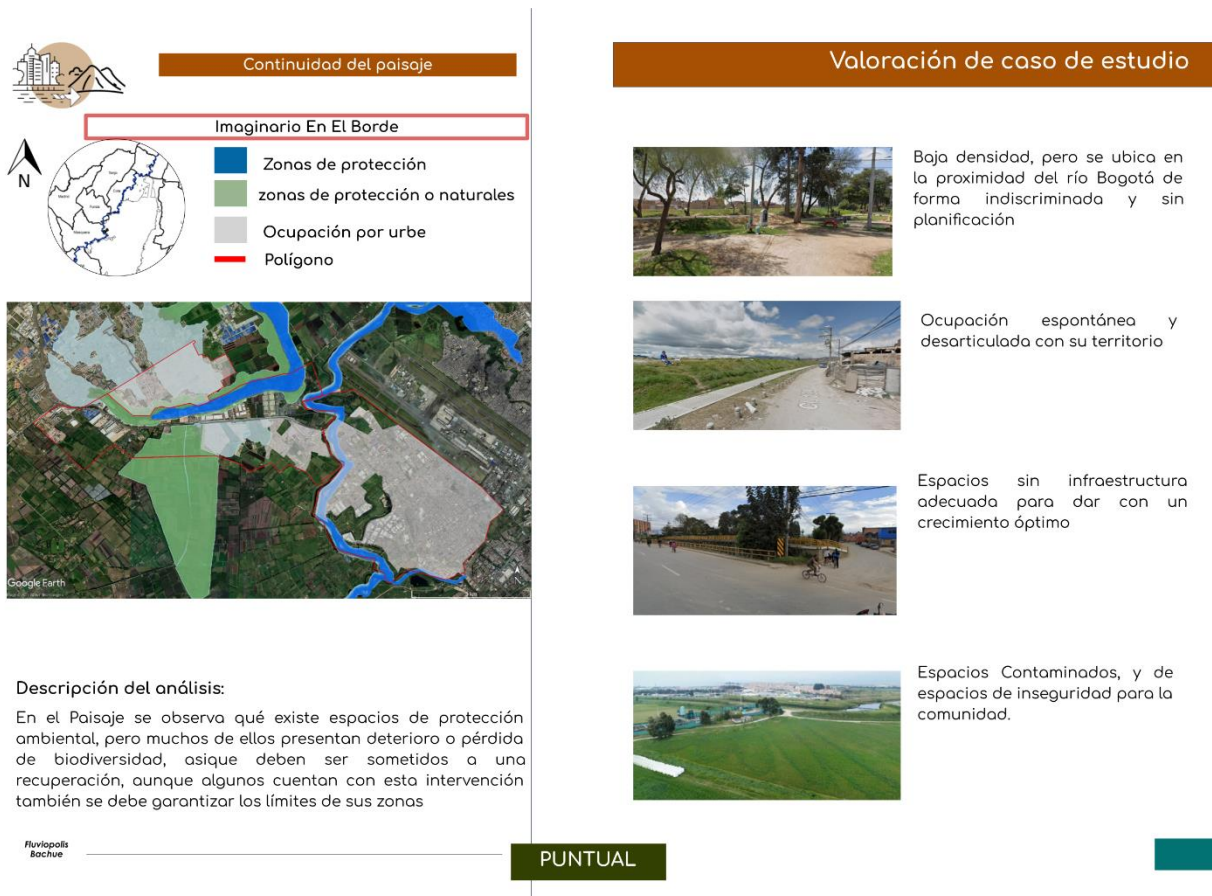 Continuidad del paisaje
Imaginario En El Borde
N
Zonas de protección
zonas de protección o naturales
Ocupación por urbe
Polígono
Google Earth
N
Descripción del análisis:
En el Paisaje se observa qué existe espacios de protección
ambiental, pero muchos de ellos presentan deterioro o pérdida
de biodiversidad, asique deben ser sometidos a una
recuperación, aunque algunos cuentan con esta intervención
también se debe garantizar los límites de sus zonas
Fluviopolis
Bachue
PUNTUAL
Valoración de caso de estudio
Baja densidad, pero se ubica en
la proximidad del río Bogotá de
forma indiscriminada y sin
planificación
Ocupación espontánea y
desarticulada con su territorio
Espacios sin infraestructura
adecuada para dar con un
crecimiento óptimo
Espacios Contaminados, y de
espacios de inseguridad para la
comunidad.